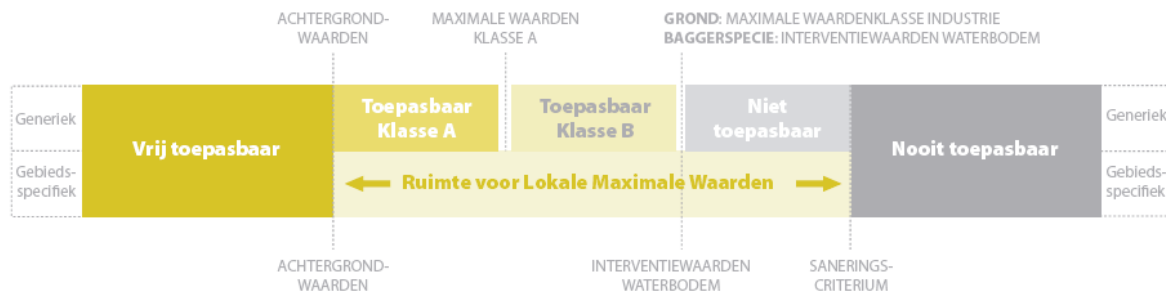 ACHTERGROND-
WAARDEN
MAXIMALE WAARDEN
KLASSE A
GROND: MAXIMALE WAARDENKLASSE INDUSTRIE
BAGGERSPECIE: INTERVENTIEWAARDEN WATERBODEM
Generiek
Gebieds-
specifiek
Vrij toepasbaar
Toepasbaar
Klasse A
Toepasbaar
Klasse B
Niet
toepasbaar
Ruimte voor Lokale Maximale Waarden
Nooit toepasbaar
Generiek
Gebieds-
specifiek
ACHTERGROND-
WAARDEN
INTERVENTIEWAARDEN
WATERBODEM
SANERINGS-
CRITERIUM